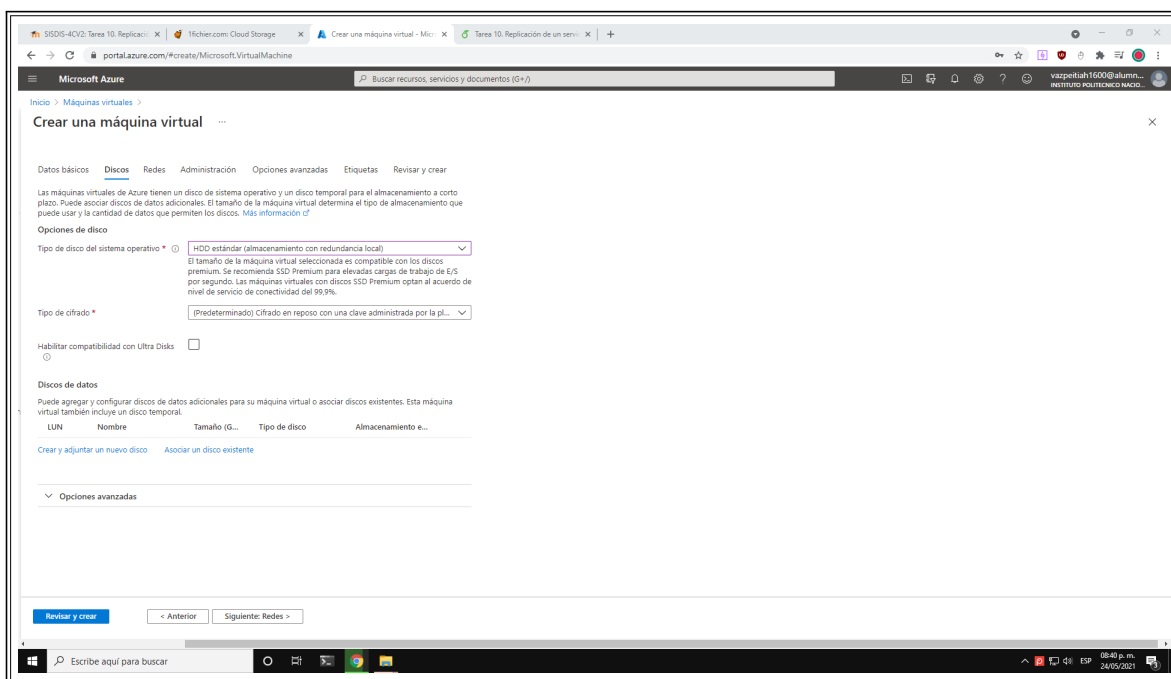 SISDIS-4CV2: Tarea 10. Replicaci
1fichier.com: Cloud Storage
Crear una máquina virtual - Micr
Tarea 10. Replicación de un servi
portal.azure.com/#create/Microsoft.VirtualMachine
Microsoft Azure
Buscar recursos, servicios y documentos (G+/)
vazpeitiah1600@alumn...
INSTITUTO POLITECNICO NACIO...
Inicio > Máquinas virtuales >
Crear una máquina virtual ...
Datos básicos Discos Redes Administración Opciones avanzadas Etiquetas Revisar y crear
Las máquinas virtuales de Azure tienen un disco de sistema operativo y un disco temporal para el almacenamiento a corto
plazo. Puede asociar discos de datos adicionales. El tamaño de la máquina virtual determina el tipo de almacenamiento que
puede usar y la cantidad de datos que permiten los discos. Más información
Opciones de disco
Tipo de disco del sistema operativo *
HDD estándar (almacenamiento con redundancia local)
El tamaño de la máquina virtual seleccionada es compatible con los discos
premium. Se recomienda SSD Premium para elevadas cargas de trabajo de E/S
por segundo. Las máquinas virtuales con discos SSD Premium optan al acuerdo de
nivel de servicio de conectividad del 99,9%.
Tipo de cifrado *
(Predeterminado) Cifrado en reposo con una clave administrada por la pl...
Habilitar compatibilidad con Ultra Disks
Discos de datos
Puede agregar y configurar discos de datos adicionales para su máquina virtual o asociar discos existentes. Esta máquina
virtual también incluye un disco temporal.
LUN Nombre Tamaño (G... Tipo de disco Almacenamiento e...
Crear y adjuntar un nuevo disco Asociar un disco existente
Opciones avanzadas
Revisar y crear < Anterior Siguiente: Redes >
Escribe aquí para buscar
ESP
08:40 p. m.
24/05/2021
3